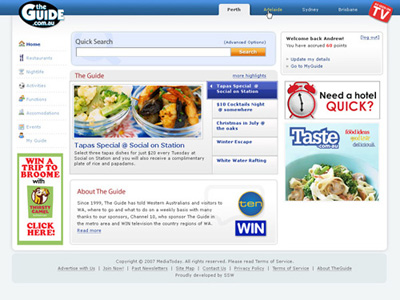 the
GUIDE
.com.au
Perth
Adelaide
Sydney
Brisbane
TV
Home
Restaurants
Nightlife
Activities
Functions
Accomodations
Events
My Guide
Quick Search
(Advanced Options)
Search
Welcome back Andrew!
[log out]
You have accrued 60 points
» Update my details
» Go to MyGuide
The Guide
more highlights
Tapas Special @ Social on Station
Select three tapas dishes for just $20 every Tuesday at
Social on Station and you will also receive a complimentary
plate of rice and papadams.
Tapas Special @
Social on Station
$10 Cocktails Night
@ somewhere
Christmas in July @
the oaks
Winter Escape
White Water Rafting
Need a hotel
QUICK?
Taste
.com.au
food ideas
WIN A
TRIP TO
BROOME
WITH
THIRSTY
CAMEL
CLICK
HERE!
About The Guide
Since 1999, The Guide has told Western Australians and visitors to
WA, where to go and what to do on a weekly basis with many
thanks to our sponsors, Channel 10, who sponsor The Guide in
the metro area and WIN television the country regions of WA.
ten
WIN
Copyright © 2007 MediaToday. All rights reserved. Please read Terms of Service.
Advertise with Us | Join Now! | Past Newsletters | Site Map | Contact Us | Privacy Policy | Terms of Service | About TheGuide
Proudly developed by SSW